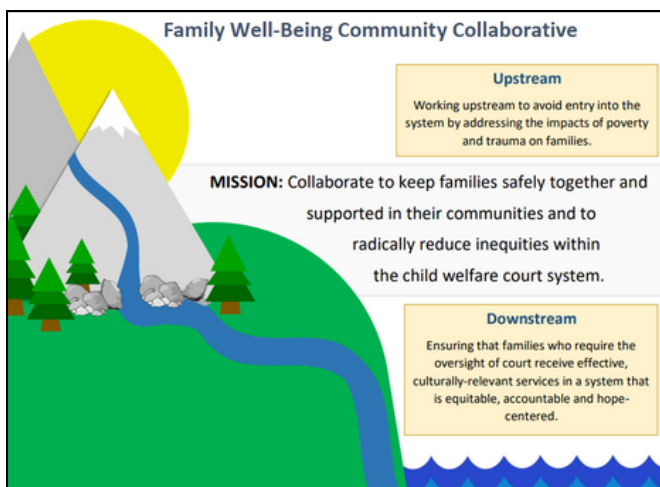 Family Well-Being Community Collaborative
Upstream
Working upstream to avoid entry into the
system by addressing the impacts of poverty
and trauma on families.
MISSION: Collaborate to keep families safely together and
supported in their communities and to
radically reduce inequities within
the child welfare court system.
Downstream
Ensuring that families who require the
oversight of court receive effective,
culturally-relevant services in a system that
is equitable, accountable and hope-
centered.